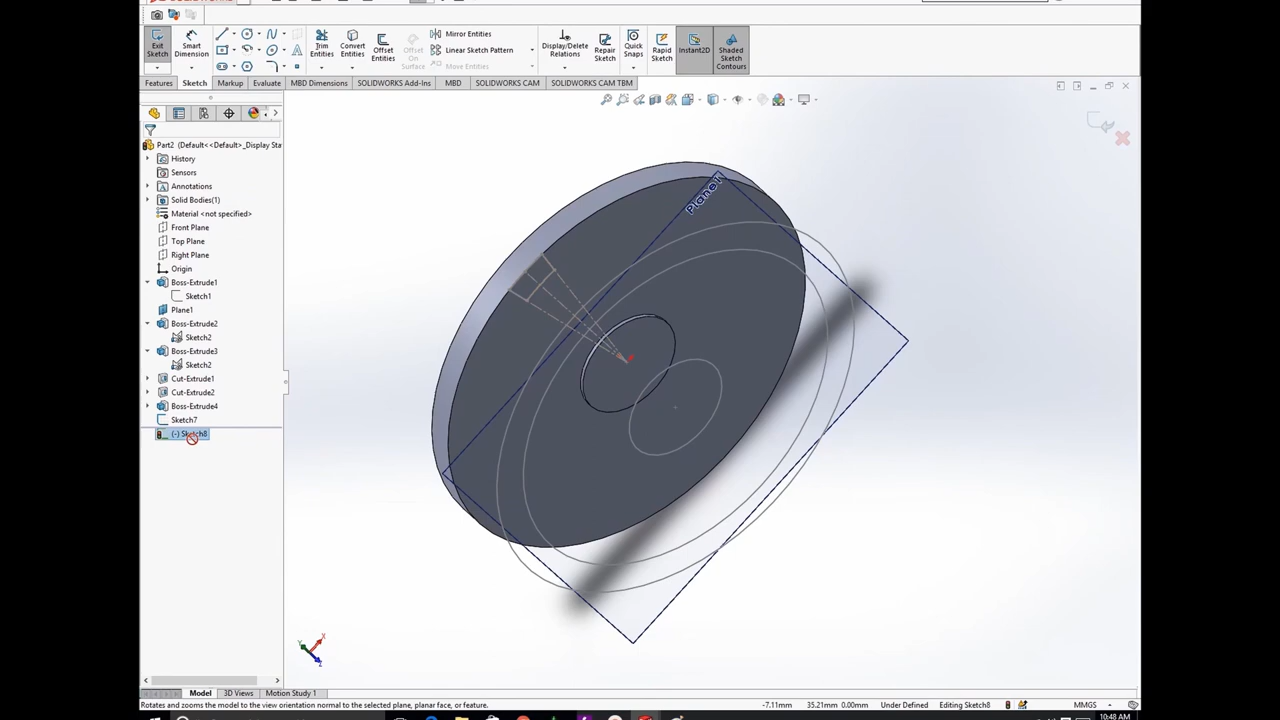 Exit Sketch
Smart Dimension
Trim Entities
Convert Entities
Offset Entities
Offset On Surface
Mirror Entities
Linear Sketch Pattern
Move Entities
Display/Delete Relations
Repair Sketch
Quick Snaps
Rapid Sketch
Instant2D
Shaded Sketch Contours
Features Sketch Markup Evaluate MBD Dimensions SOLIDWORKS Add-Ins MBD SOLIDWORKS CAM SOLIDWORKS CAM TBM
Part2 (Default<<Default>_Display Sta
History
Sensors
Annotations
Solid Bodies(1)
Material <not specified>
Front Plane
Top Plane
Right Plane
Origin
Boss-Extrude1
Sketch1
Plane1
Boss-Extrude2
Sketch2
Boss-Extrude3
Sketch2
Cut-Extrude1
Cut-Extrude2
Boss-Extrude4
Sketch7
(-) Sketch8
Plane1
Model 3D Views Motion Study 1
Rotates and zooms the model to the view orientation normal to the selected plane, planar face, or feature. -7.11mm 35.21mm 0.00mm Under Defined Editing Sketch8 MMGS
10:48 AM